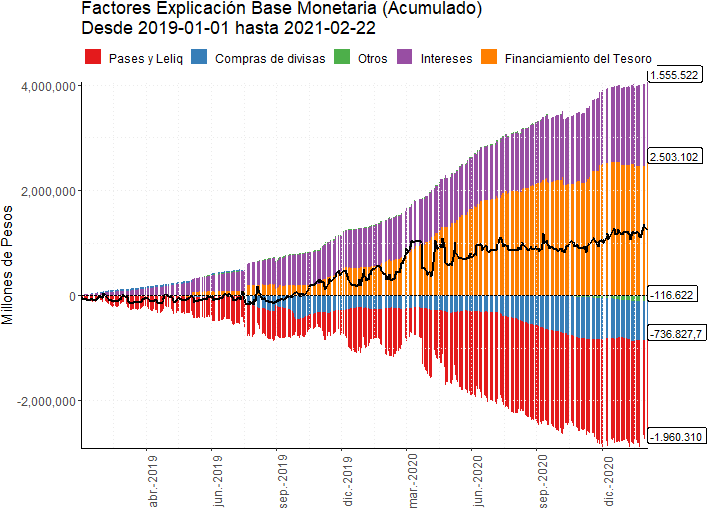 Factores Explicación Base Monetaria (Acumulado)
Desde 2019-01-01 hasta 2021-02-22
Pases y Leliq Compras de divisas Otros Intereses Financiamiento del Tesoro
Millones de Pesos
4,000,000
2,000,000
0
-2,000,000
1.555.522
2.503.102
-116.622
-736.827,7
-1.960.310
abr.-2019
jun.-2019
sep.-2019
dic.-2019
mar.-2020
jun.-2020
sep.-2020
dic.-2020